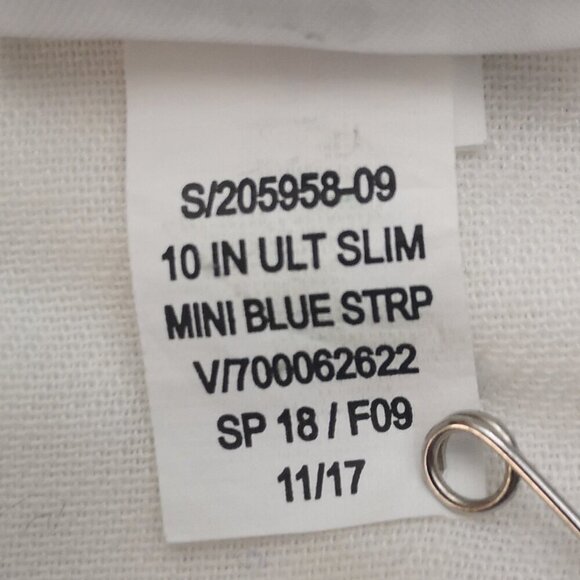 S/205958-09
10 IN ULT SLIM
MINI BLUE STRP
V/700062622
SP 18 / F09
11/17